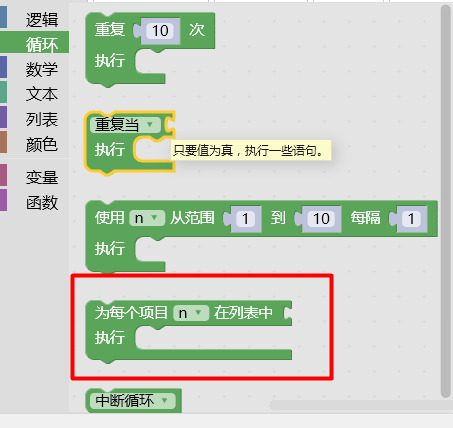 逻辑
循环
数学
文本
列表
颜色
变量
函数
重复 10 次
执行
重复当
执行
只要值为真，执行一些语句。
使用 n 从范围 1 到 10 每隔 1
执行
为每个项目 n 在列表中
执行
中断循环